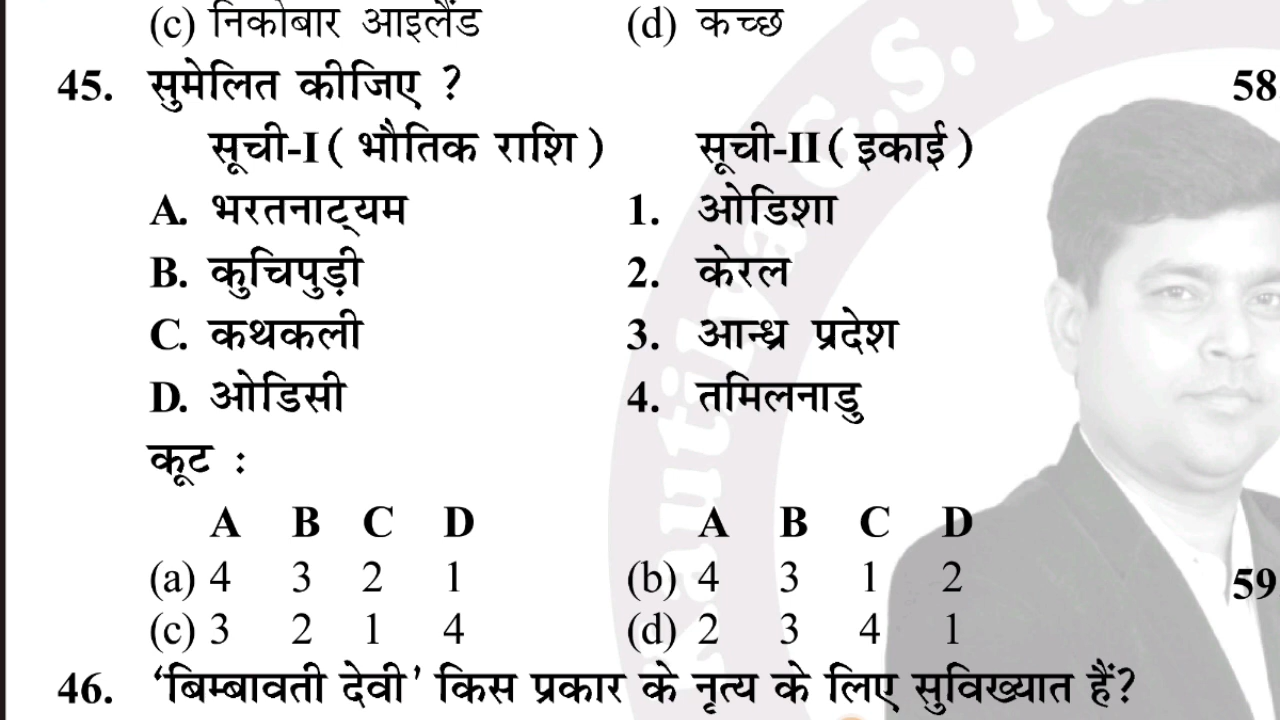 (c) निकोबार आइलैंड (d) कच्छ
45. सुमेलित कीजिए ? 58
सूची-I ( भौतिक राशि ) सूची-II ( इकाई )
A. भरतनाट्यम 1. ओडिशा
B. कुचिपुड़ी 2. केरल
C. कथकली 3. आन्ध्र प्रदेश
D. ओडिसी 4. तमिलनाडु
कूट :
A B C D A B C D
(a) 4 3 2 1 (b) 4 3 1 2 59
(c) 3 2 1 4 (d) 2 3 4 1
46. ‘बिम्बावती देवी’ किस प्रकार के नृत्य के लिए सुविख्यात हैं?